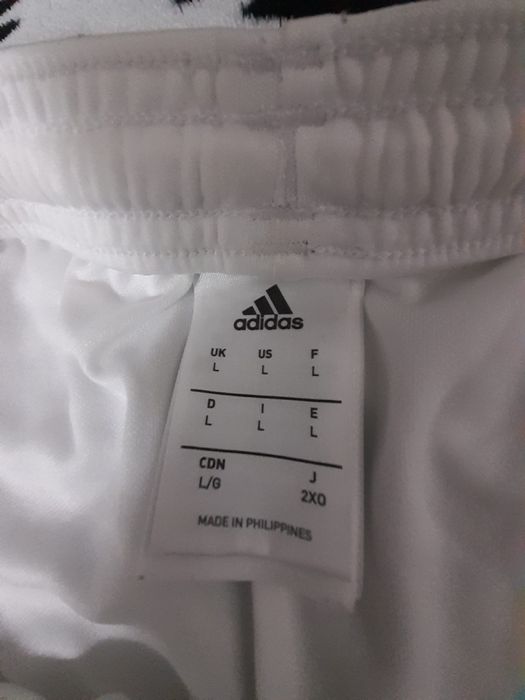 adidas
UK US F
L L L
D I E
L L L
CDN J
L/G 2XO
MADE IN PHILIPPINES